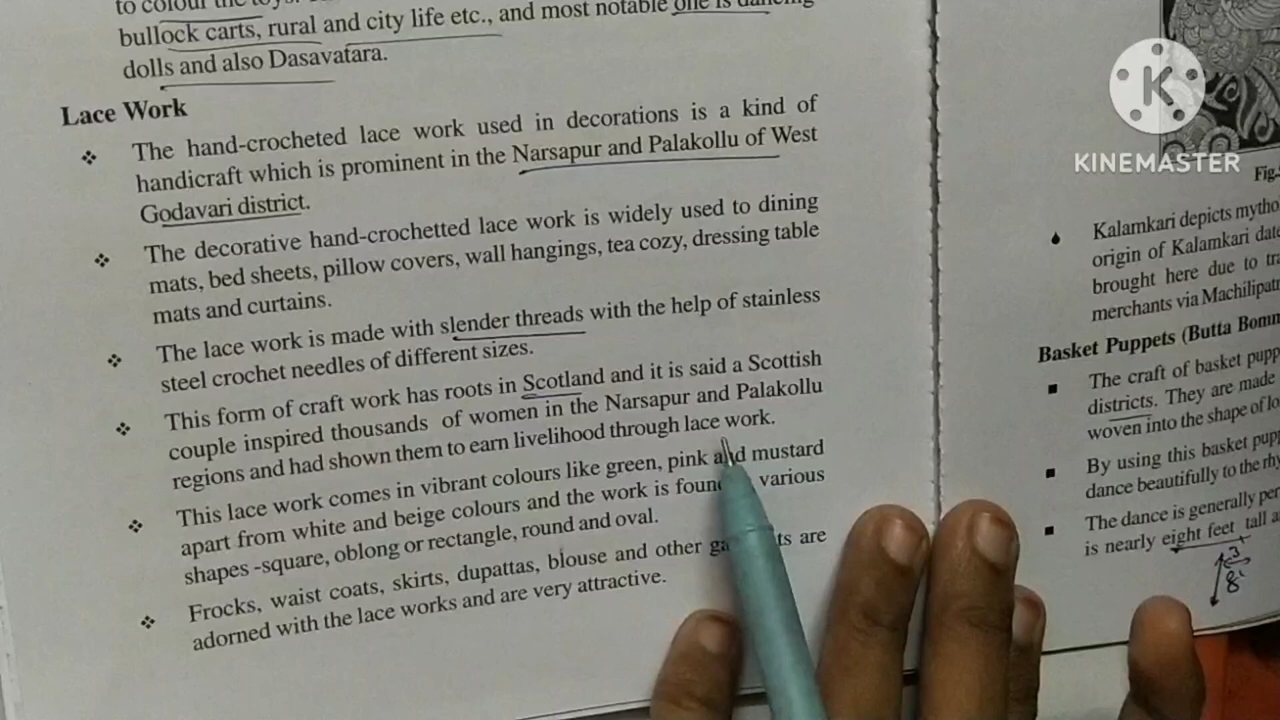 to colour the toys.
bullock carts, rural and city life etc., and most notable one is dancing
dolls and also Dasavatara.
Lace Work
The hand-crocheted lace work used in decorations is a kind of
handicraft which is prominent in the Narsapur and Palakollu of West
Godavari district.
The decorative hand-crochetted lace work is widely used to dining
mats, bed sheets, pillow covers, wall hangings, tea cozy, dressing table
mats and curtains.
The lace work is made with slender threads with the help of stainless
steel crochet needles of different sizes.
This form of craft work has roots in Scotland and it is said a Scottish
couple inspired thousands of women in the Narsapur and Palakollu
regions and had shown them to earn livelihood through lace work.
This lace work comes in vibrant colours like green, pink and mustard
apart from white and beige colours and the work is found various
shapes -square, oblong or rectangle, round and oval.
Frocks, waist coats, skirts, dupattas, blouse and other are
adorned with the lace works and are very attractive.
K
KINEMASTER
Fig.
Kalamkari depicts
origin of Kalamkari
brought here due to
merchants via
Basket Puppets (Butta
The craft of basket
districts. They are made
woven into the shape of
By using this basket
dance beautifully to the
The dance is generally
is nearly eight feet tall
3
8'